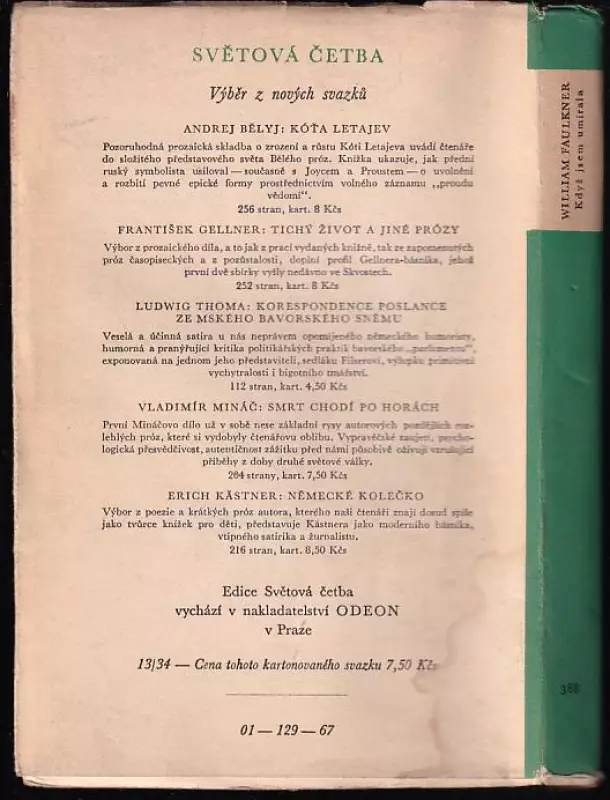 SVĚTOVÁ ČETBA
Výběr z nových svazků
ANDREJ BĚLYJ: KÓŤA LETAJEV
Pozoruhodná prozaická skladba o zrození a růstu Kóti Letajeva uvádí čtenáře
do složitého představového světa Bělého próz. Knížka ukazuje, jak přední
ruský symbolista usiloval — současně s Joycem a Proustem — o uvolnění
a rozbití pevné epické formy prostřednictvím volného záznamu „proudu
vědomí“.
256 stran, kart. 8 Kčs
FRANTIŠEK GELLNER: TICHÝ ŽIVOT A JINÉ PRÓZY
Výbor z prozaického díla, a to jak z prací vydaných knižně, tak ze zapomenutých
próz časopiseckých a z pozůstalosti, doplní profil Gellnera-básníka, jehož
první dvě sbírky vyšly nedávno ve Skvostech.
252 stran, kart. 8 Kčs
LUDWIG THOMA: KORESPONDENCE POSLANCE
ZE MSKÉHO BAVORSKÉHO SNĚMU
Veselá a účinná satira u nás neprávem opomíjeného německého humoristy,
humorná a pranýřující kritika politikářských praktik bavorského „parlamentu“,
exponovaná na jednom jeho představiteli, sedláku Filserovi, výlupku primitivní
vychytralosti i bigotního tmářství.
112 stran, kart. 4,50 Kčs
VLADIMÍR MINÁČ: SMRT CHODÍ PO HORÁCH
První Mináčovo dílo už v sobě nese základní rysy autorových pozdějších roz-
lehlých próz, které si vydobyly čtenářovu oblibu. Vypravěčské zaujetí, psycho-
logická přesvědčivost, autentičnost zážitku před námi působivě oživují vzrušující
příběhy z doby druhé světové války.
204 strany, kart. 7,50 Kčs
ERICH KÄSTNER: NĚMECKÉ KOLEČKO
Výbor z poezie a krátkých próz autora, kterého naši čtenáři znají dosud spíše
jako tvůrce knížek pro děti, představuje Kästnera jako moderního básníka,
vtipného satirika a žurnalistu.
216 stran, kart. 8,50 Kčs
Edice Světová četba
vychází v nakladatelství ODEON
v Praze
13/34 — Cena tohoto kartonovaného svazku 7,50 Kčs
01 — 129 — 67
WILLIAM FAULKNER
Když jsem umírala
388